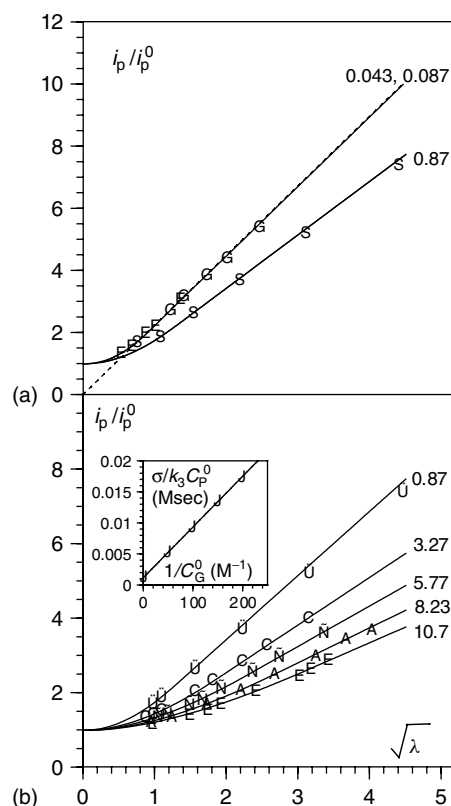 12
i_p/i_p^0
0.043, 0.087
10
8
0.87
6
4
2
0
(a)
E E E E E
G G G G G
S S S S S S
i_p/i_p^0
8
0.87
6
3.27
5.77
8.23
10.7
4
2
0
0.02
0.015
0.01
0.005
0
σ/k_3C_P^0
(Msec)
1/C_G^0 (M^−1)
0 100 200
J J J J J J
Ü Ü Ü Ü Ü Ü
C C C C C C
Ñ Ñ Ñ Ñ Ñ Ñ
A A A A A A
E E E E E E
√λ
(b)
0 1 2 3 4 5